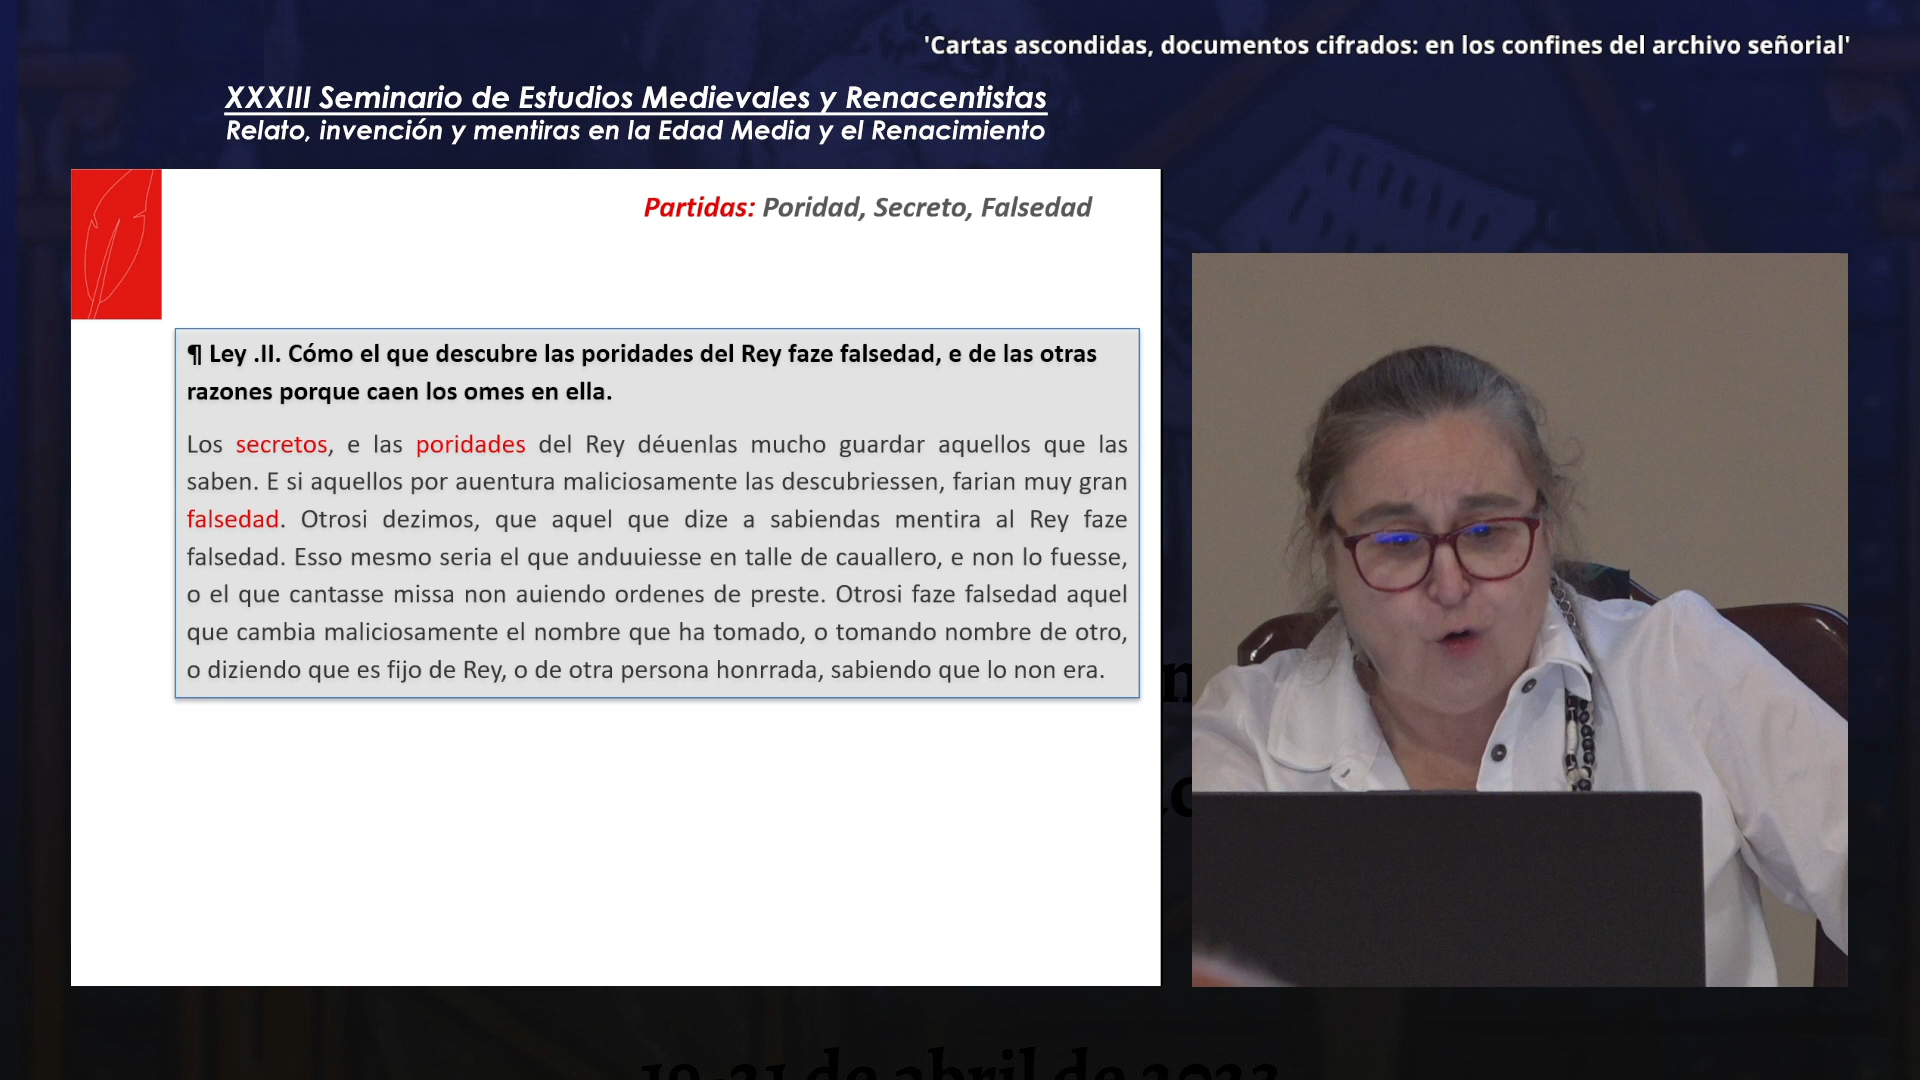 'Cartas ascondidas, documentos cifrados: en los confines del archivo señorial'
XXXIII Seminario de Estudios Medievales y Renacentistas
Relato, invención y mentiras en la Edad Media y el Renacimiento
Partidas: Poridad, Secreto, Falsedad
¶ Ley .II. Cómo el que descubre las poridades del Rey faze falsedad, e de las otras
razones porque caen los omes en ella.
Los secretos, e las poridades del Rey déuenlas mucho guardar aquellos que las
saben. E si aquellos por auentura maliciosamente las descubriessen, farian muy gran
falsedad. Otrosi dezimos, que aquel que dize a sabiendas mentira al Rey faze
falsedad. Esso mesmo seria el que anduuiesse en talle de cauallero, e non lo fuesse,
o el que cantasse missa non auiendo ordenes de preste. Otrosi faze falsedad aquel
que cambia maliciosamente el nombre que ha tomado, o tomando nombre de otro,
o diziendo que es fijo de Rey, o de otra persona honrrada, sabiendo que lo non era.